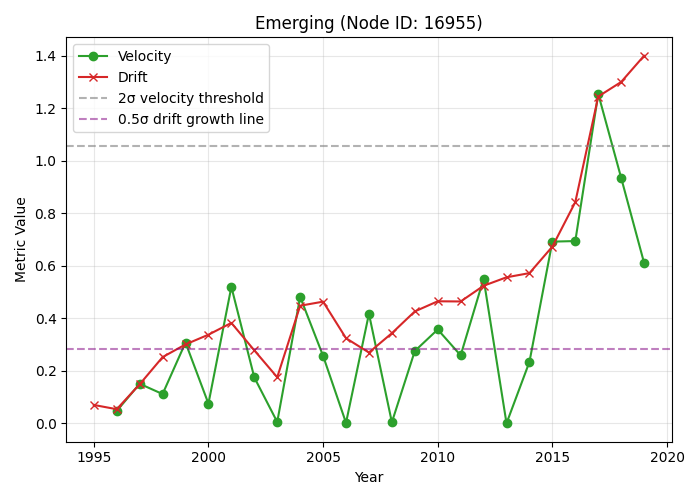 Emerging (Node ID: 16955)
Velocity
Drift
2σ velocity threshold
0.5σ drift growth line
Metric Value
1.4
1.2
1.0
0.8
0.6
0.4
0.2
0.0
1995 2000 2005 2010 2015 2020
Year